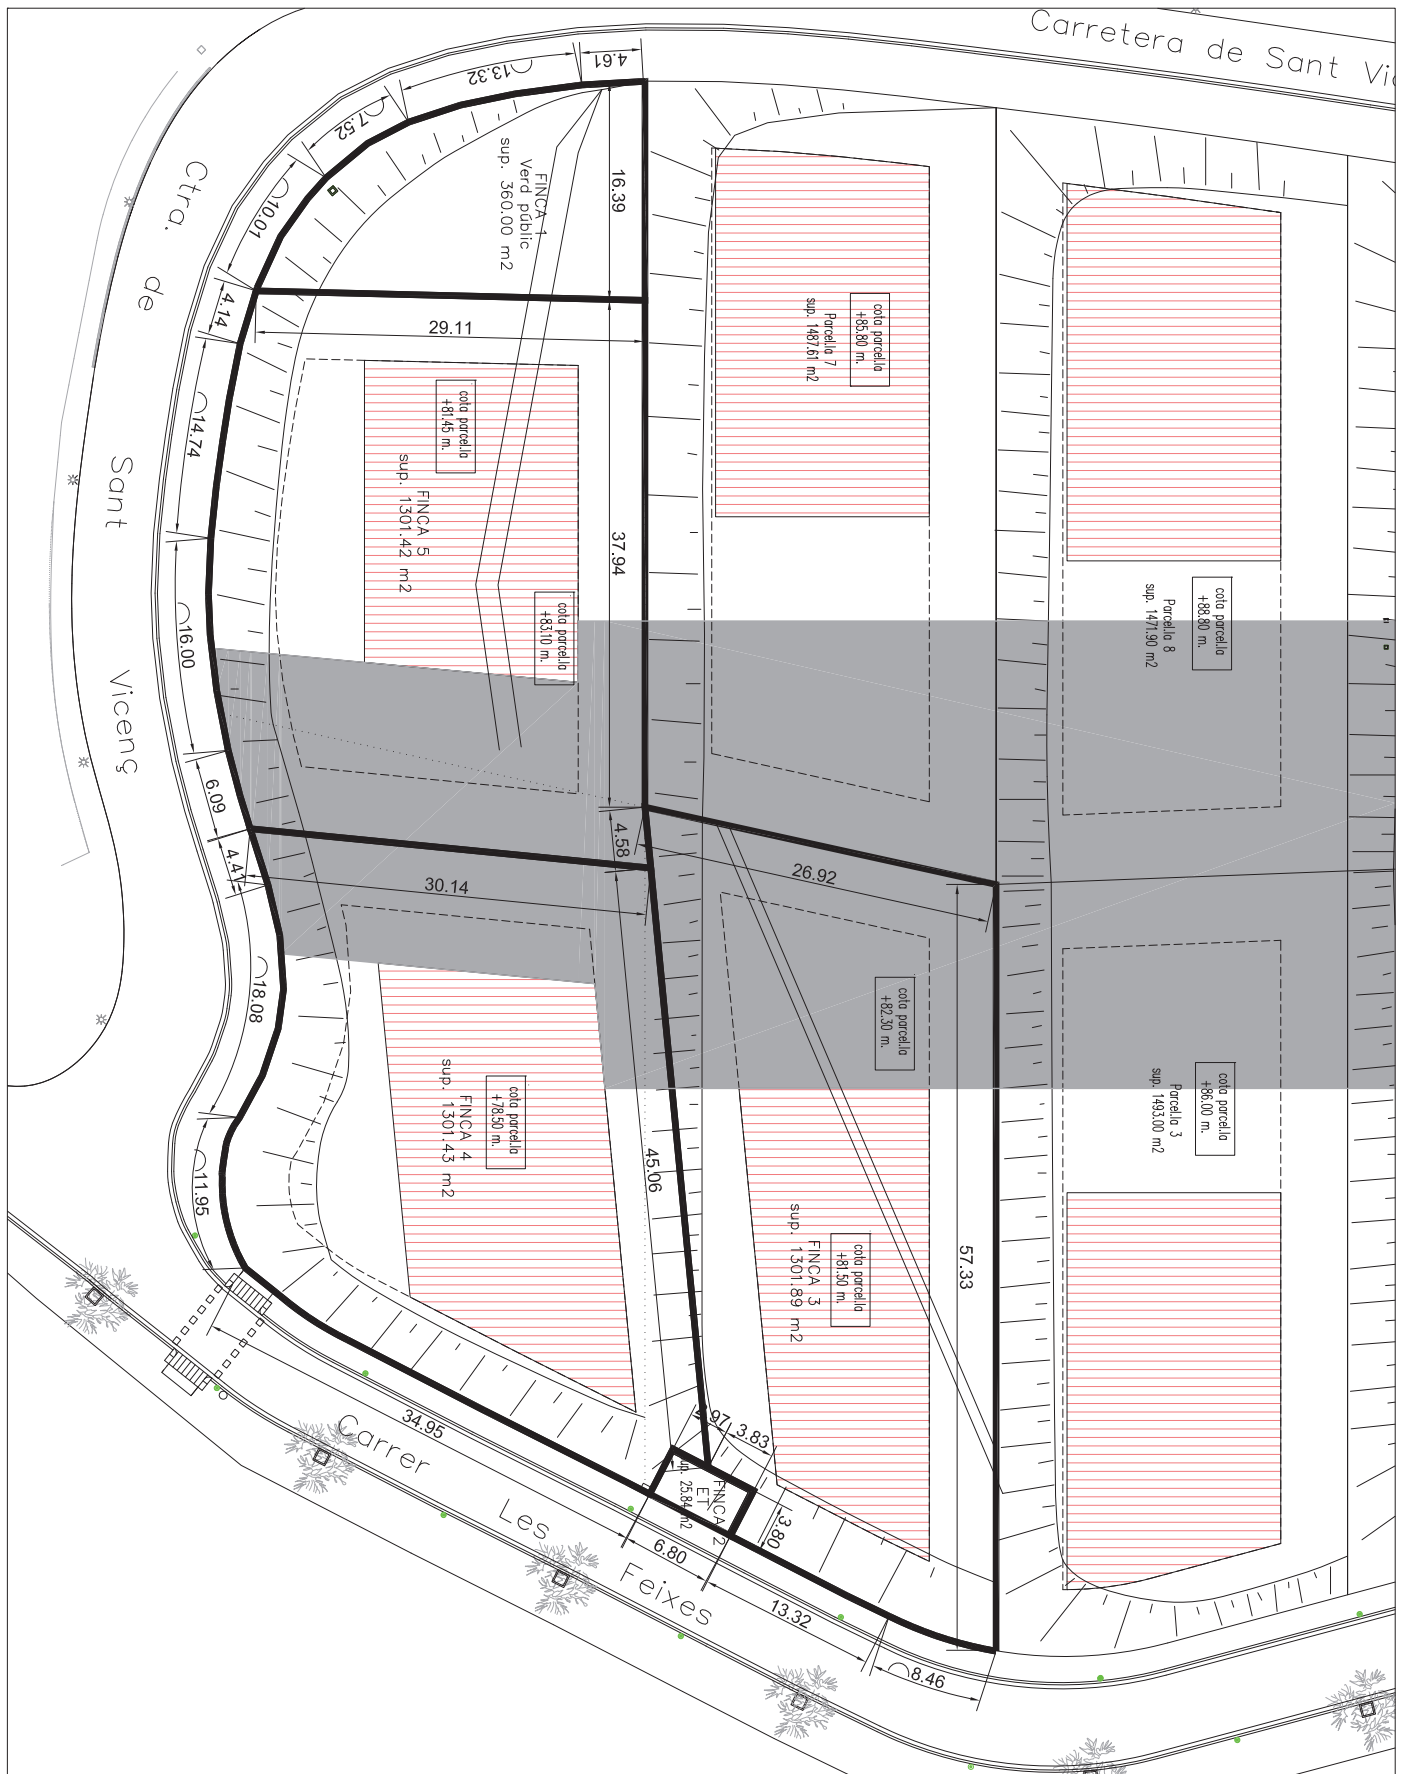 Carretera de Sant Vi
4.61
13.32
7.52
10.01
4.14
14.74
16.00
6.09
4.41
18.08
11.95
Ctra. de Sant Vicenç
16.39
FINCA 1
Verd públic
sup. 360.00 m2
29.11
37.94
cota parcel.la
+81.45 m.
FINCA 5
sup. 1301.42 m2
cota parcel.la
+83.10 m.
cota parcel.la
+85.80 m.
Parcel.la 7
sup. 1487.61 m2
cota parcel.la
+88.80 m.
Parcel.la 8
sup. 1471.90 m2
4.58
26.92
30.14
cota parcel.la
+82.30 m.
cota parcel.la
+86.00 m.
Parcel.la 3
sup. 1493.00 m2
cota parcel.la
+78.50 m.
FINCA 4
sup. 1301.43 m2
45.06
cota parcel.la
+81.50 m.
FINCA 3
sup. 1301.89 m2
57.33
34.95
.97
3.83
FINCA 2
ET
up. 25.84 m2
3.80
6.80
13.32
8.46
Carrer Les Feixes